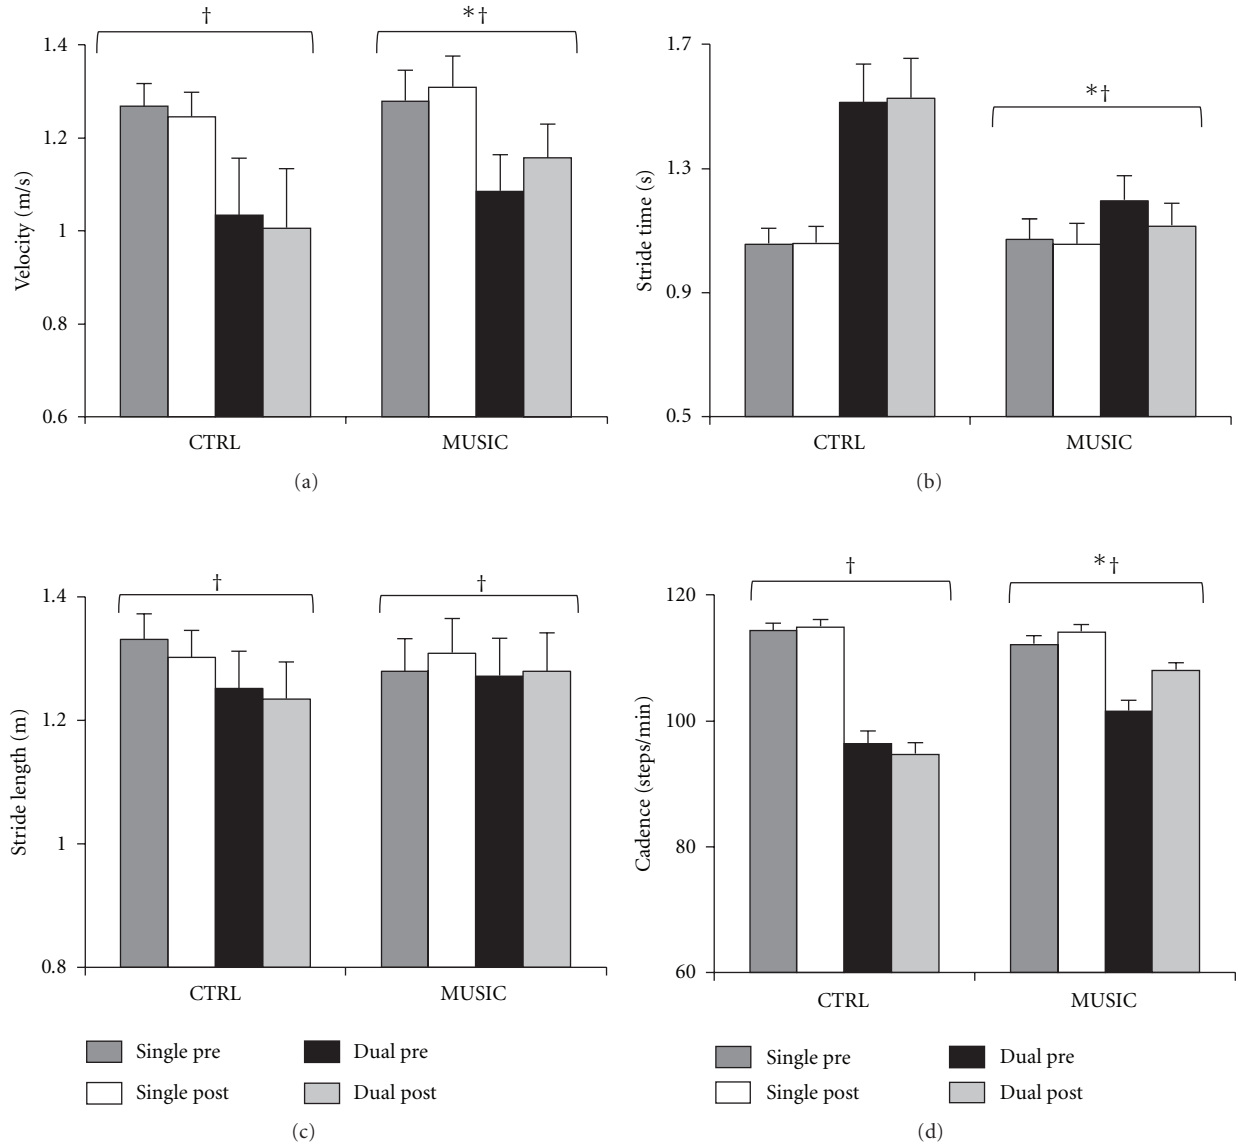 †
*†
1.4
1.2
1
0.8
0.6
Velocity (m/s)
CTRL
MUSIC
(a)
*†
1.7
1.3
0.9
0.5
Stride time (s)
CTRL
MUSIC
(b)
†
†
1.4
1.2
1
0.8
Stride length (m)
CTRL
MUSIC
Single pre
Dual pre
Single post
Dual post
(c)
†
*†
120
100
80
60
Cadence (steps/min)
CTRL
MUSIC
Single pre
Dual pre
Single post
Dual post
(d)